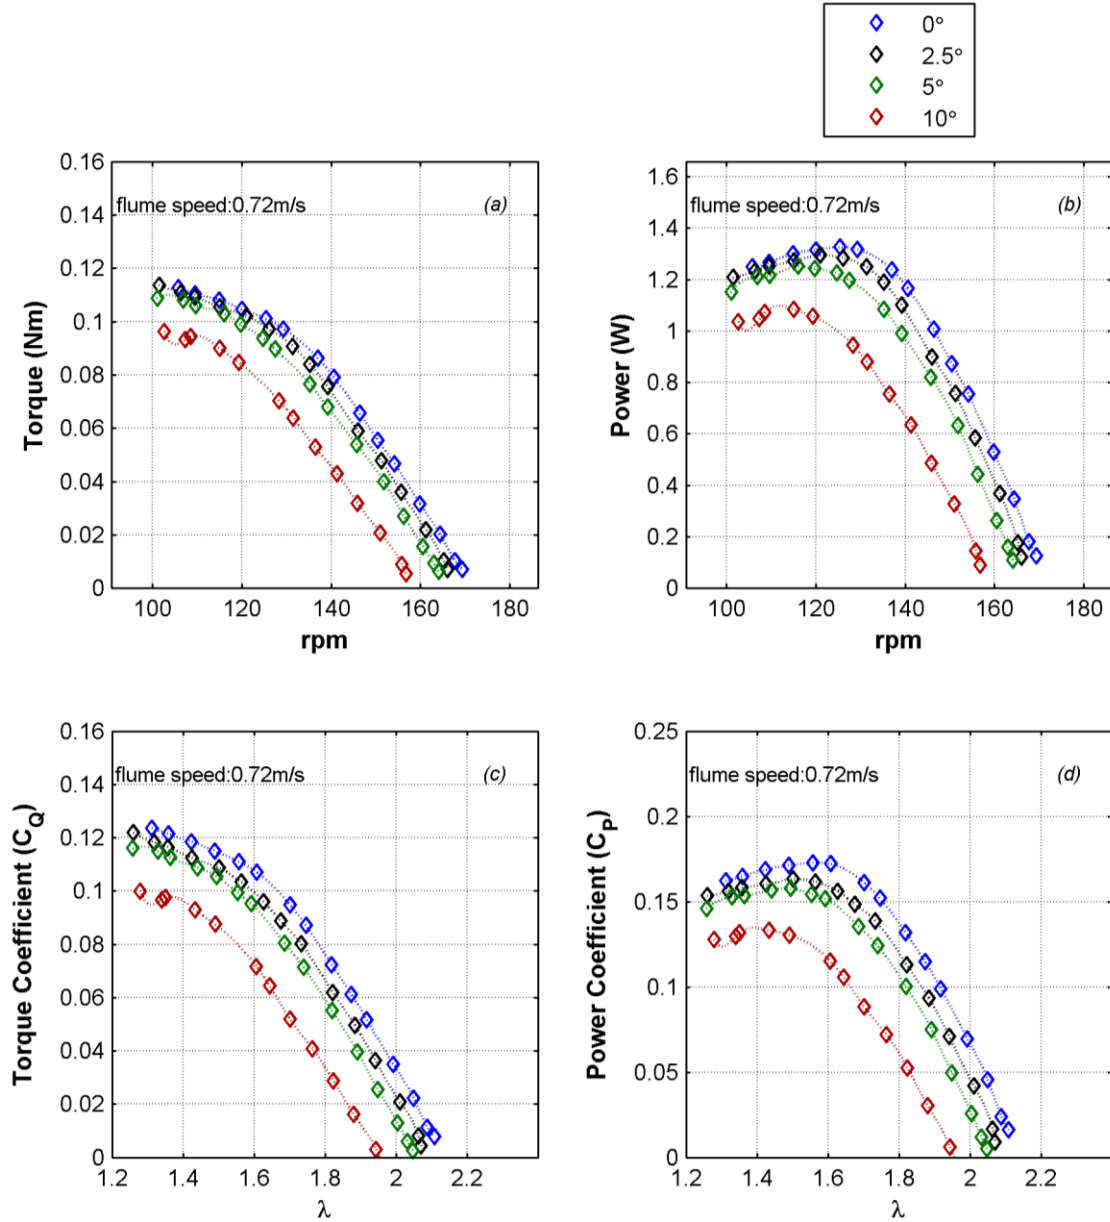 0°
2.5°
5°
10°
0.16
0.14
0.12
0.1
0.08
0.06
0.04
0.02
0
flume speed:0.72m/s
(a)
Torque (Nm)
100 120 140 160 180
rpm
1.6
1.4
1.2
1
0.8
0.6
0.4
0.2
0
flume speed:0.72m/s
(b)
Power (W)
100 120 140 160 180
rpm
0.16
0.14
0.12
0.1
0.08
0.06
0.04
0.02
0
flume speed:0.72m/s
(c)
Torque Coefficient (C_Q)
1.2 1.4 1.6 1.8 2 2.2
λ
0.25
0.2
0.15
0.1
0.05
0
flume speed:0.72m/s
(d)
Power Coefficient (C_P)
1.2 1.4 1.6 1.8 2 2.2
λ